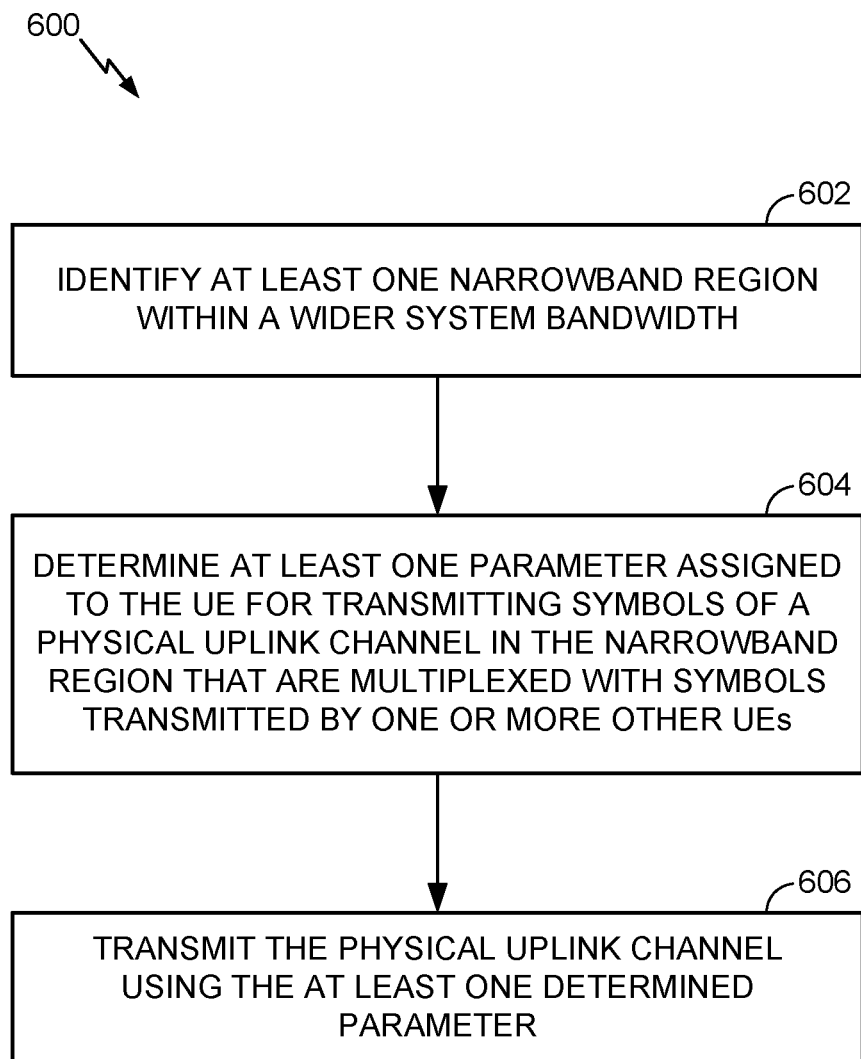 600
602
IDENTIFY AT LEAST ONE NARROWBAND REGION
WITHIN A WIDER SYSTEM BANDWIDTH
604
DETERMINE AT LEAST ONE PARAMETER ASSIGNED
TO THE UE FOR TRANSMITTING SYMBOLS OF A
PHYSICAL UPLINK CHANNEL IN THE NARROWBAND
REGION THAT ARE MULTIPLEXED WITH SYMBOLS
TRANSMITTED BY ONE OR MORE OTHER UEs
606
TRANSMIT THE PHYSICAL UPLINK CHANNEL
USING THE AT LEAST ONE DETERMINED
PARAMETER